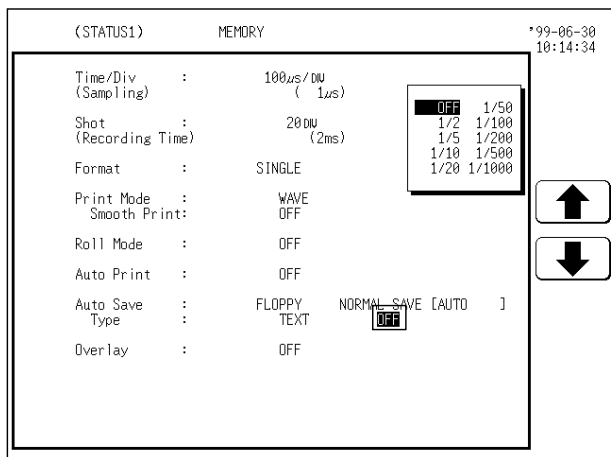 (STATUS1) MEMORY '99-06-30
10:14:34
Time/Div : 100µs/DIV
(Sampling) ( 1µs)
Shot : 20DIV
(Recording Time) (2ms)
Format : SINGLE
Print Mode : WAVE
Smooth Print: OFF
Roll Mode : OFF
Auto Print : OFF
Auto Save : FLOPPY NORMAL SAVE [AUTO ]
Type : TEXT OFF
Overlay : OFF
OFF 1/50
1/2 1/100
1/5 1/200
1/10 1/500
1/20 1/1000